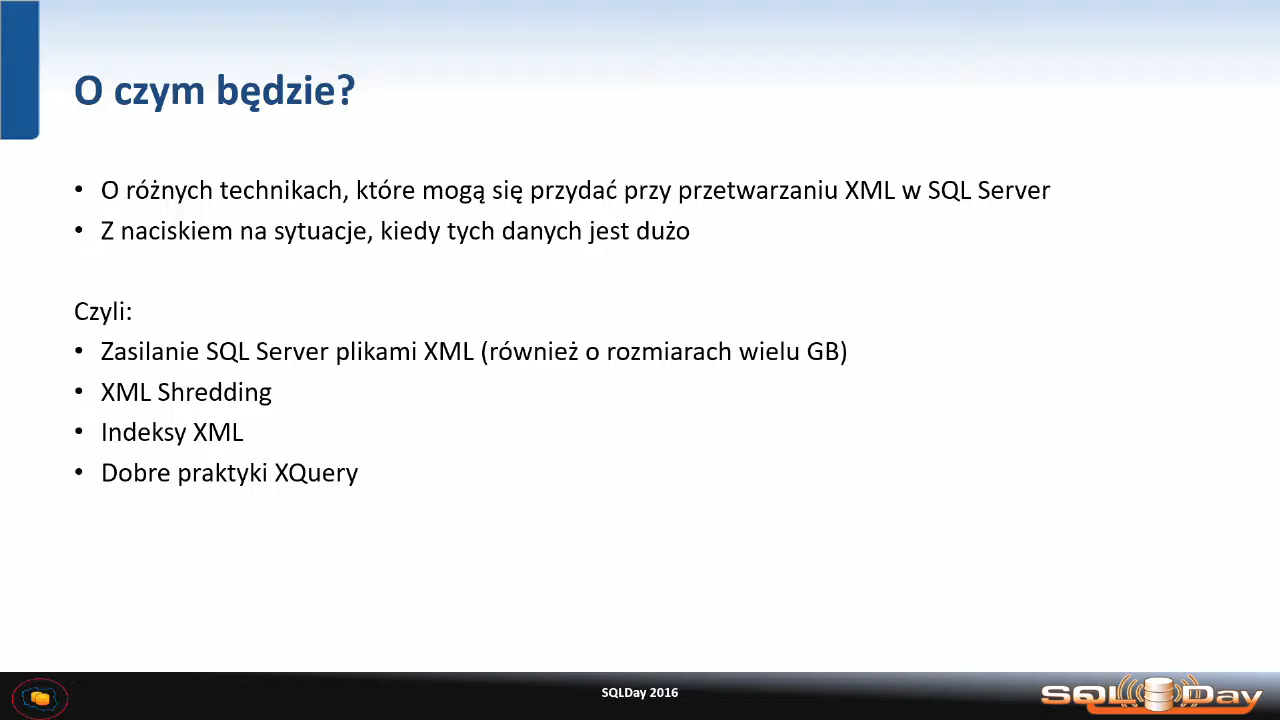 O czym będzie?
• O różnych technikach, które mogą się przydać przy przetwarzaniu XML w SQL Server
• Z naciskiem na sytuacje, kiedy tych danych jest dużo
Czyli:
• Zasilanie SQL Server plikami XML (również o rozmiarach wielu GB)
• XML Shredding
• Indeksy XML
• Dobre praktyki XQuery
SQLDay 2016
SQL Day